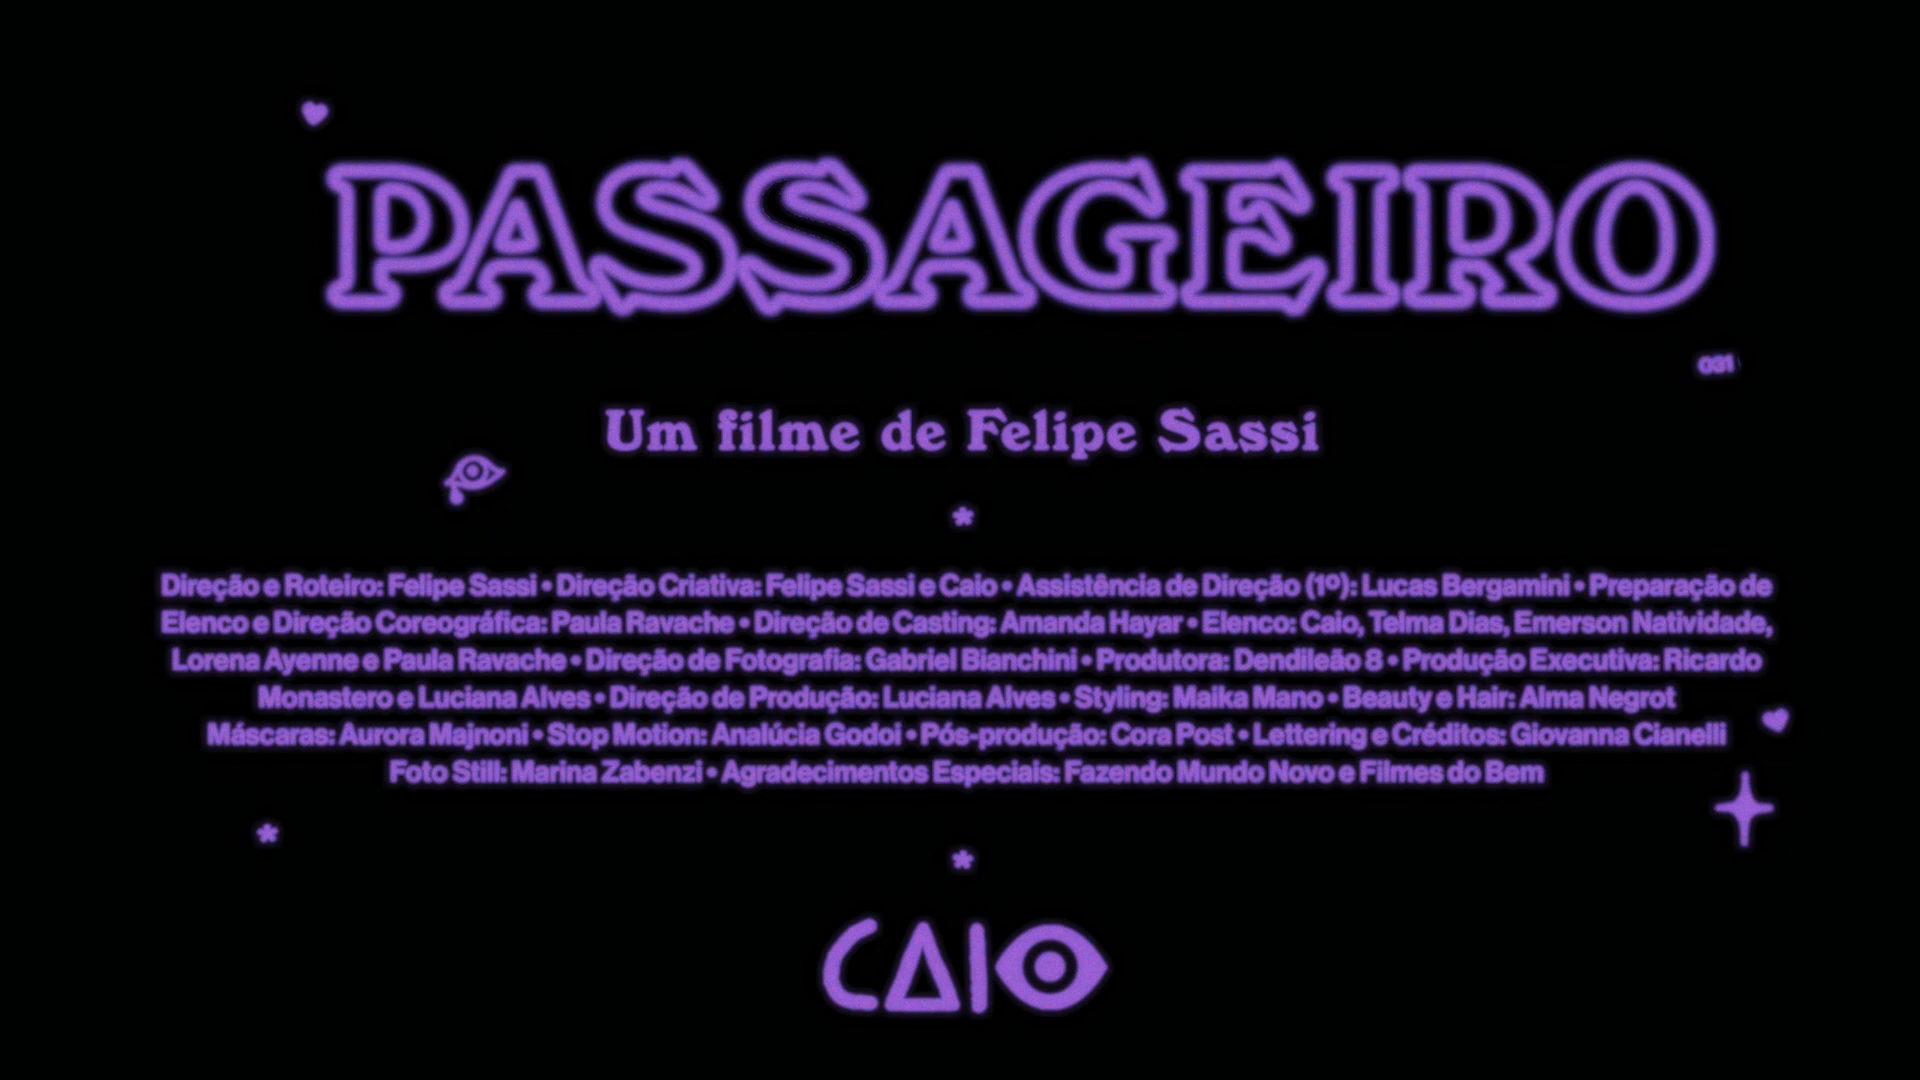 PASSAGEIRO
031
Um filme de Felipe Sassi
*
Direção e Roteiro: Felipe Sassi • Direção Criativa: Felipe Sassi e Caio • Assistência de Direção (1º): Lucas Bergamini • Preparação de
Elenco e Direção Coreográfica: Paula Ravache • Direção de Casting: Amanda Hayar • Elenco: Caio, Telma Dias, Emerson Natividade,
Lorena Ayenne e Paula Ravache • Direção de Fotografia: Gabriel Bianchini • Produtora: Dendileão 8 • Produção Executiva: Ricardo
Monastero e Luciana Alves • Direção de Produção: Luciana Alves • Styling: Maika Mano • Beauty e Hair: Alma Negrot
Máscaras: Aurora Majnoni • Stop Motion: Analúcia Godoi • Pós-produção: Cora Post • Lettering e Créditos: Giovanna Cianelli
Foto Still: Marina Zabenzi • Agradecimentos Especiais: Fazendo Mundo Novo e Filmes do Bem
*
*
CAIO